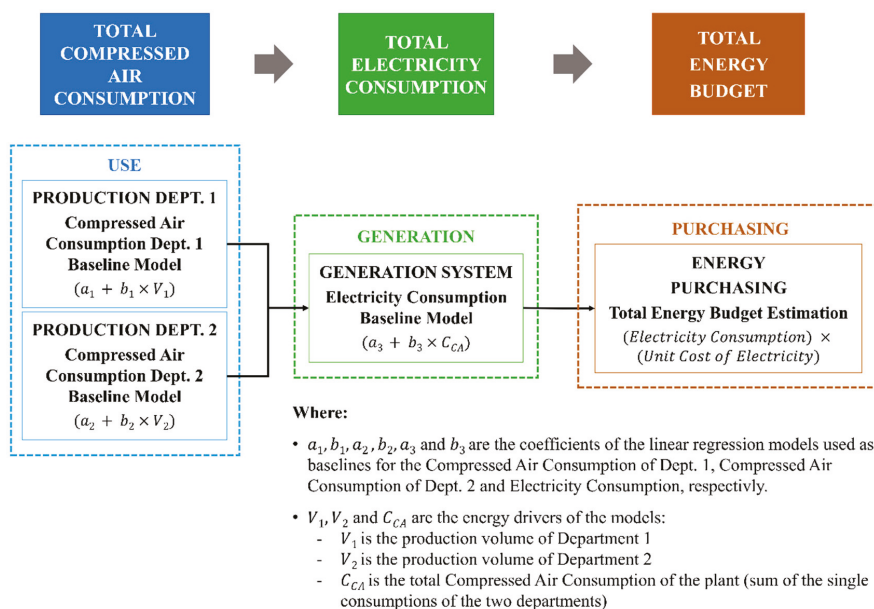 TOTAL
COMPRESSED
AIR
CONSUMPTION
TOTAL
ELECTRICITY
CONSUMPTION
TOTAL
ENERGY
BUDGET
USE
PRODUCTION DEPT. 1
Compressed Air
Consumption Dept. 1
Baseline Model
(a₁ + b₁ × V₁)
PRODUCTION DEPT. 2
Compressed Air
Consumption Dept. 2
Baseline Model
(a₂ + b₂ × V₂)
GENERATION
GENERATION SYSTEM
Electricity Consumption
Baseline Model
(a₃ + b₃ × C_CA)
PURCHASING
ENERGY
PURCHASING
Total Energy Budget Estimation
(Electricity Consumption) ×
(Unit Cost of Electricity)
Where:
• a₁, b₁, a₂, b₂, a₃ and b₃ are the coefficients of the linear regression models used as
baselines for the Compressed Air Consumption of Dept. 1, Compressed Air
Consumption of Dept. 2 and Electricity Consumption, respectivly.
• V₁, V₂ and C_CA are the energy drivers of the models:
- V₁ is the production volume of Department 1
- V₂ is the production volume of Department 2
- C_CA is the total Compressed Air Consumption of the plant (sum of the single
consumptions of the two departments)